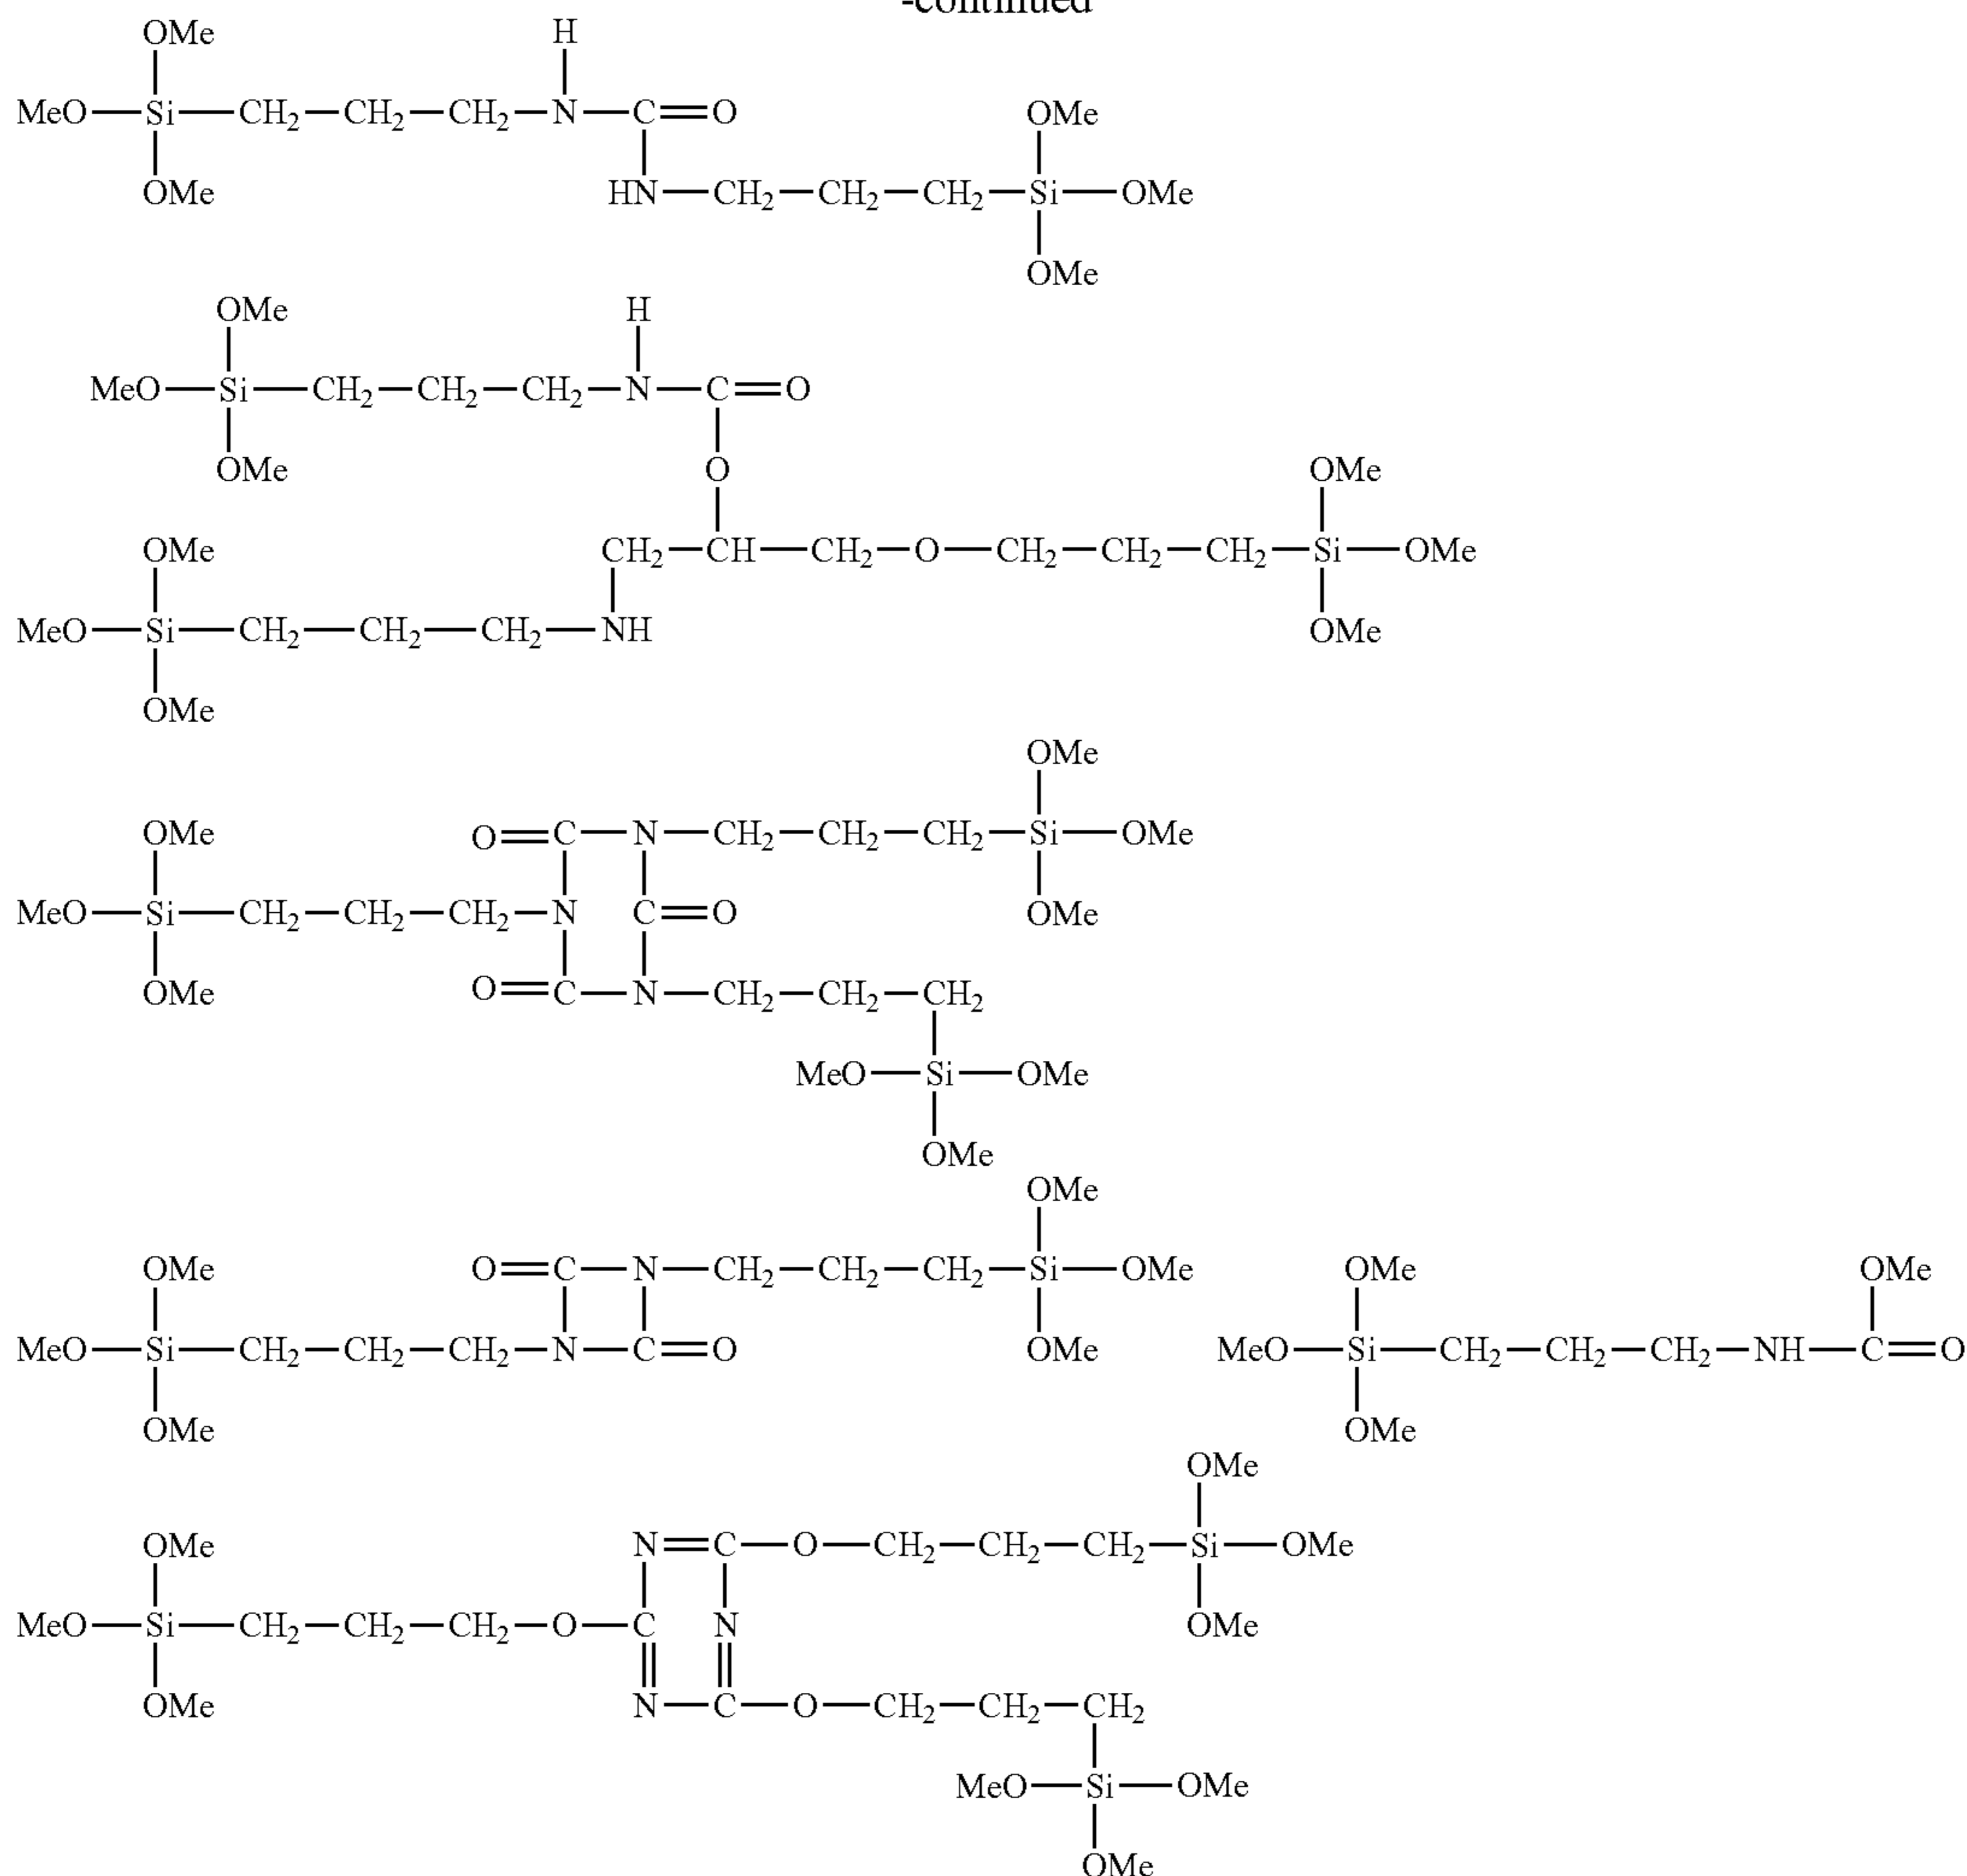 -continued
OMe H
MeO Si CH2 CH2 CH2 N C O OMe
OMe HN CH2 CH2 CH2 Si OMe
OMe
OMe H
MeO Si CH2 CH2 CH2 N C O
OMe O OMe
OMe CH2 CH CH2 O CH2 CH2 CH2 Si OMe
MeO Si CH2 CH2 CH2 NH OMe
OMe
OMe
OMe O C N CH2 CH2 CH2 Si OMe
MeO Si CH2 CH2 CH2 N C O OMe
OMe O C N CH2 CH2 CH2
MeO Si OMe
OMe
OMe
OMe O C N CH2 CH2 CH2 Si OMe OMe OMe
MeO Si CH2 CH2 CH2 N C O OMe MeO Si CH2 CH2 CH2 NH C O
OMe OMe
OMe
OMe N C O CH2 CH2 CH2 Si OMe
MeO Si CH2 CH2 CH2 O C N OMe
OMe N C O CH2 CH2 CH2
MeO Si OMe
OMe